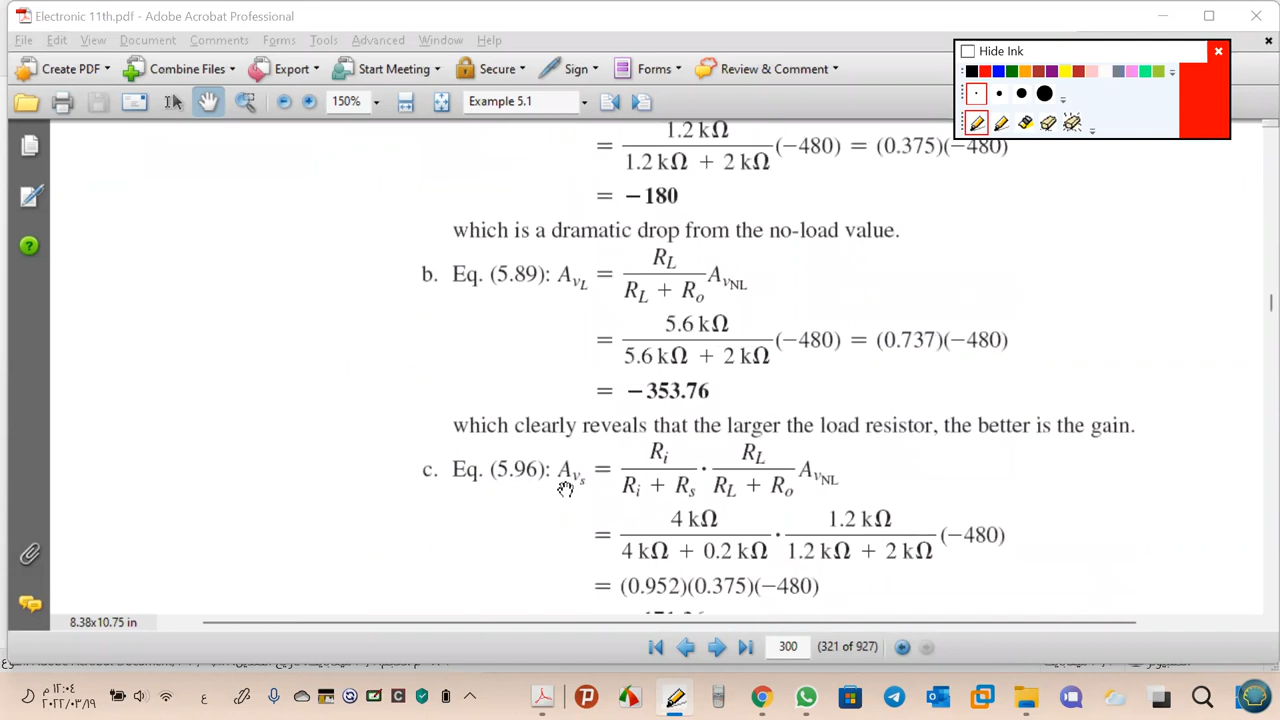 Electronic 11th.pdf - Adobe Acrobat Professional
File Edit View Document Comments Forms Tools Advanced Window Help
Hide Ink
Create PDF Combine Files Export Start Meeting Secure Sign Forms Review & Comment
150% Example 5.1
= 1.2 kΩ / (1.2 kΩ + 2 kΩ) (−480) = (0.375)(−480)
= −180
which is a dramatic drop from the no-load value.
b. Eq. (5.89): A_vL = R_L / (R_L + R_o) A_vNL
= 5.6 kΩ / (5.6 kΩ + 2 kΩ) (−480) = (0.737)(−480)
= −353.76
which clearly reveals that the larger the load resistor, the better is the gain.
c. Eq. (5.96): A_vs = R_i / (R_i + R_s) · R_L / (R_L + R_o) A_vNL
= 4 kΩ / (4 kΩ + 0.2 kΩ) · 1.2 kΩ / (1.2 kΩ + 2 kΩ) (−480)
= (0.952)(0.375)(−480)
8.38x10.75 in
300 (321 of 927)
١٢:٠٤
٢٠٢٢/٠٣/١٩
ع